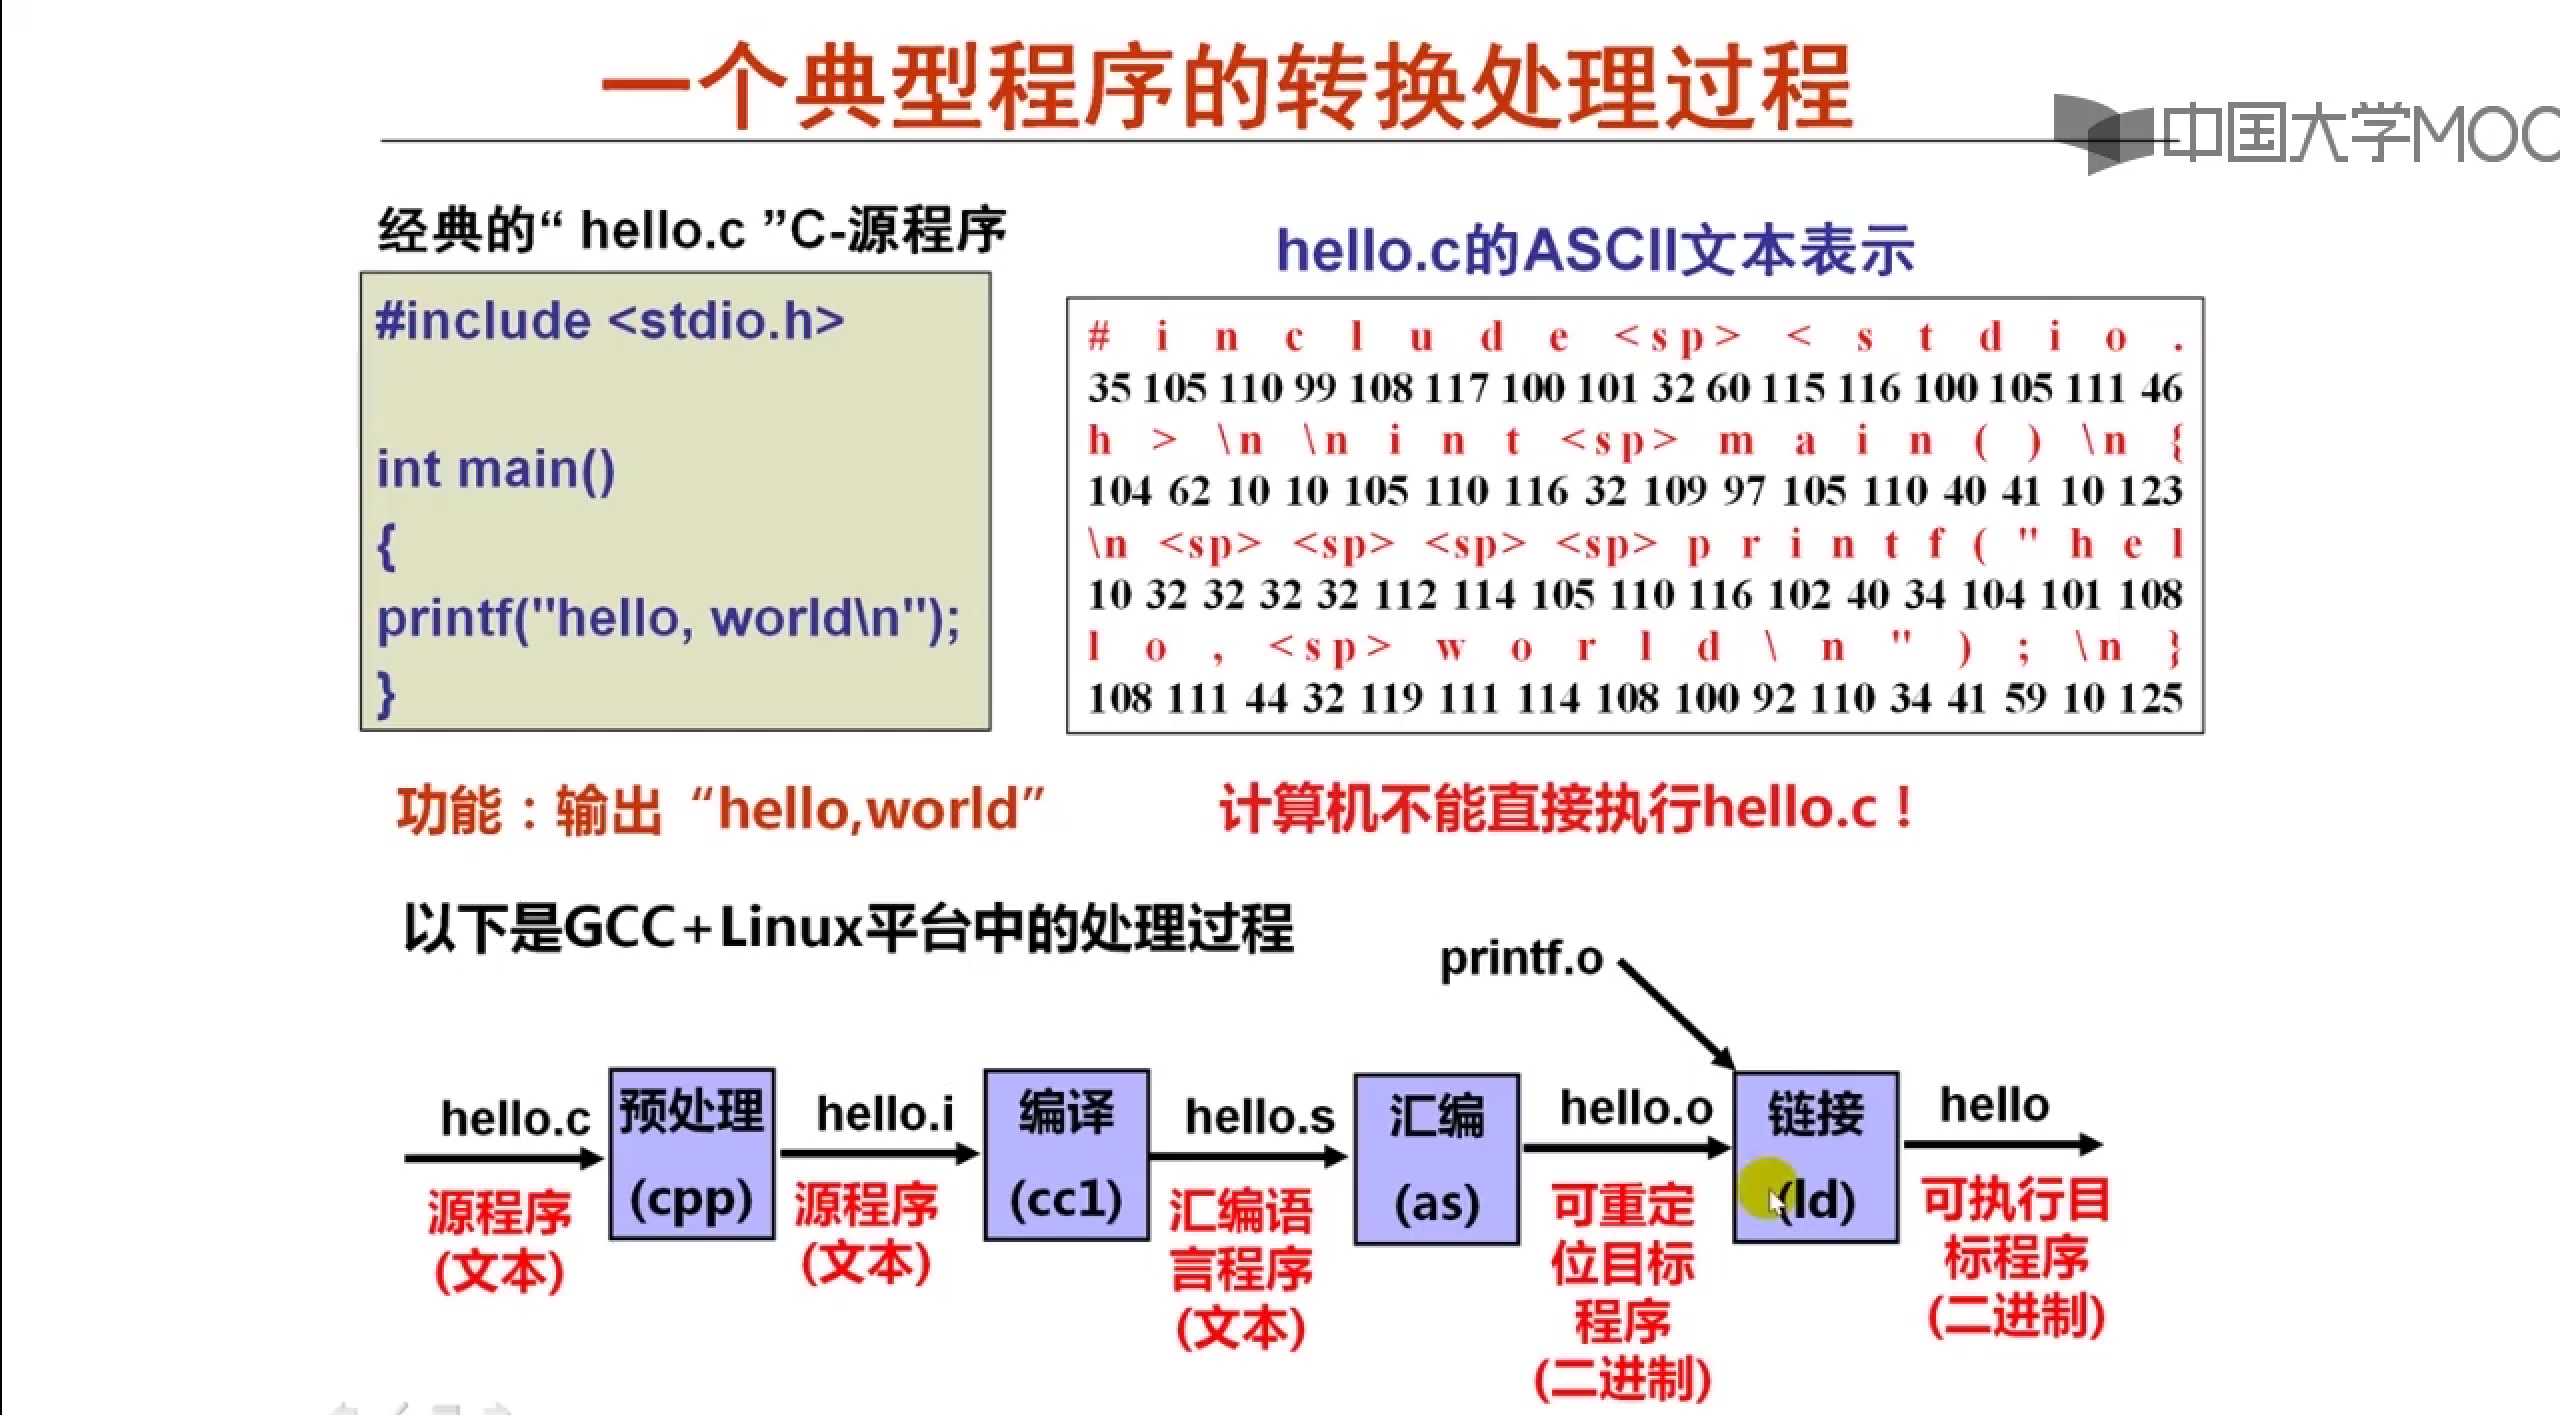 一个典型程序的转换处理过程
中国大学MOO
经典的“ hello.c ”C-源程序
#include <stdio.h>
int main()
{
printf("hello, world\n");
}
hello.c的ASCII文本表示
# i n c l u d e <sp> < s t d i o .
35 105 110 99 108 117 100 101 32 60 115 116 100 105 111 46
h > \n \n i n t <sp> m a i n ( ) \n {
104 62 10 10 105 110 116 32 109 97 105 110 40 41 10 123
\n <sp> <sp> <sp> <sp> p r i n t f ( " h e l
10 32 32 32 32 112 114 105 110 116 102 40 34 104 101 108
l o , <sp> w o r l d \ n " ) ; \n }
108 111 44 32 119 111 114 108 100 92 110 34 41 59 10 125
功能：输出“hello,world”
计算机不能直接执行hello.c！
以下是GCC+Linux平台中的处理过程
printf.o
hello.c
源程序
(文本)
预处理
(cpp)
hello.i
源程序
(文本)
编译
(cc1)
hello.s
汇编语
言程序
(文本)
汇编
(as)
hello.o
可重定
位目标
程序
(二进制)
链接
(ld)
hello
可执行目
标程序
(二进制)